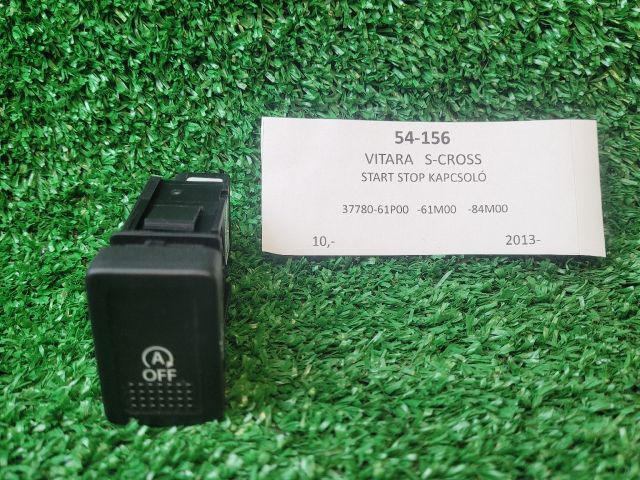 54-156
VITARA S-CROSS
START STOP KAPCSOLÓ
37780-61P00 -61M00 -84M00
10,- 2013-
A
OFF